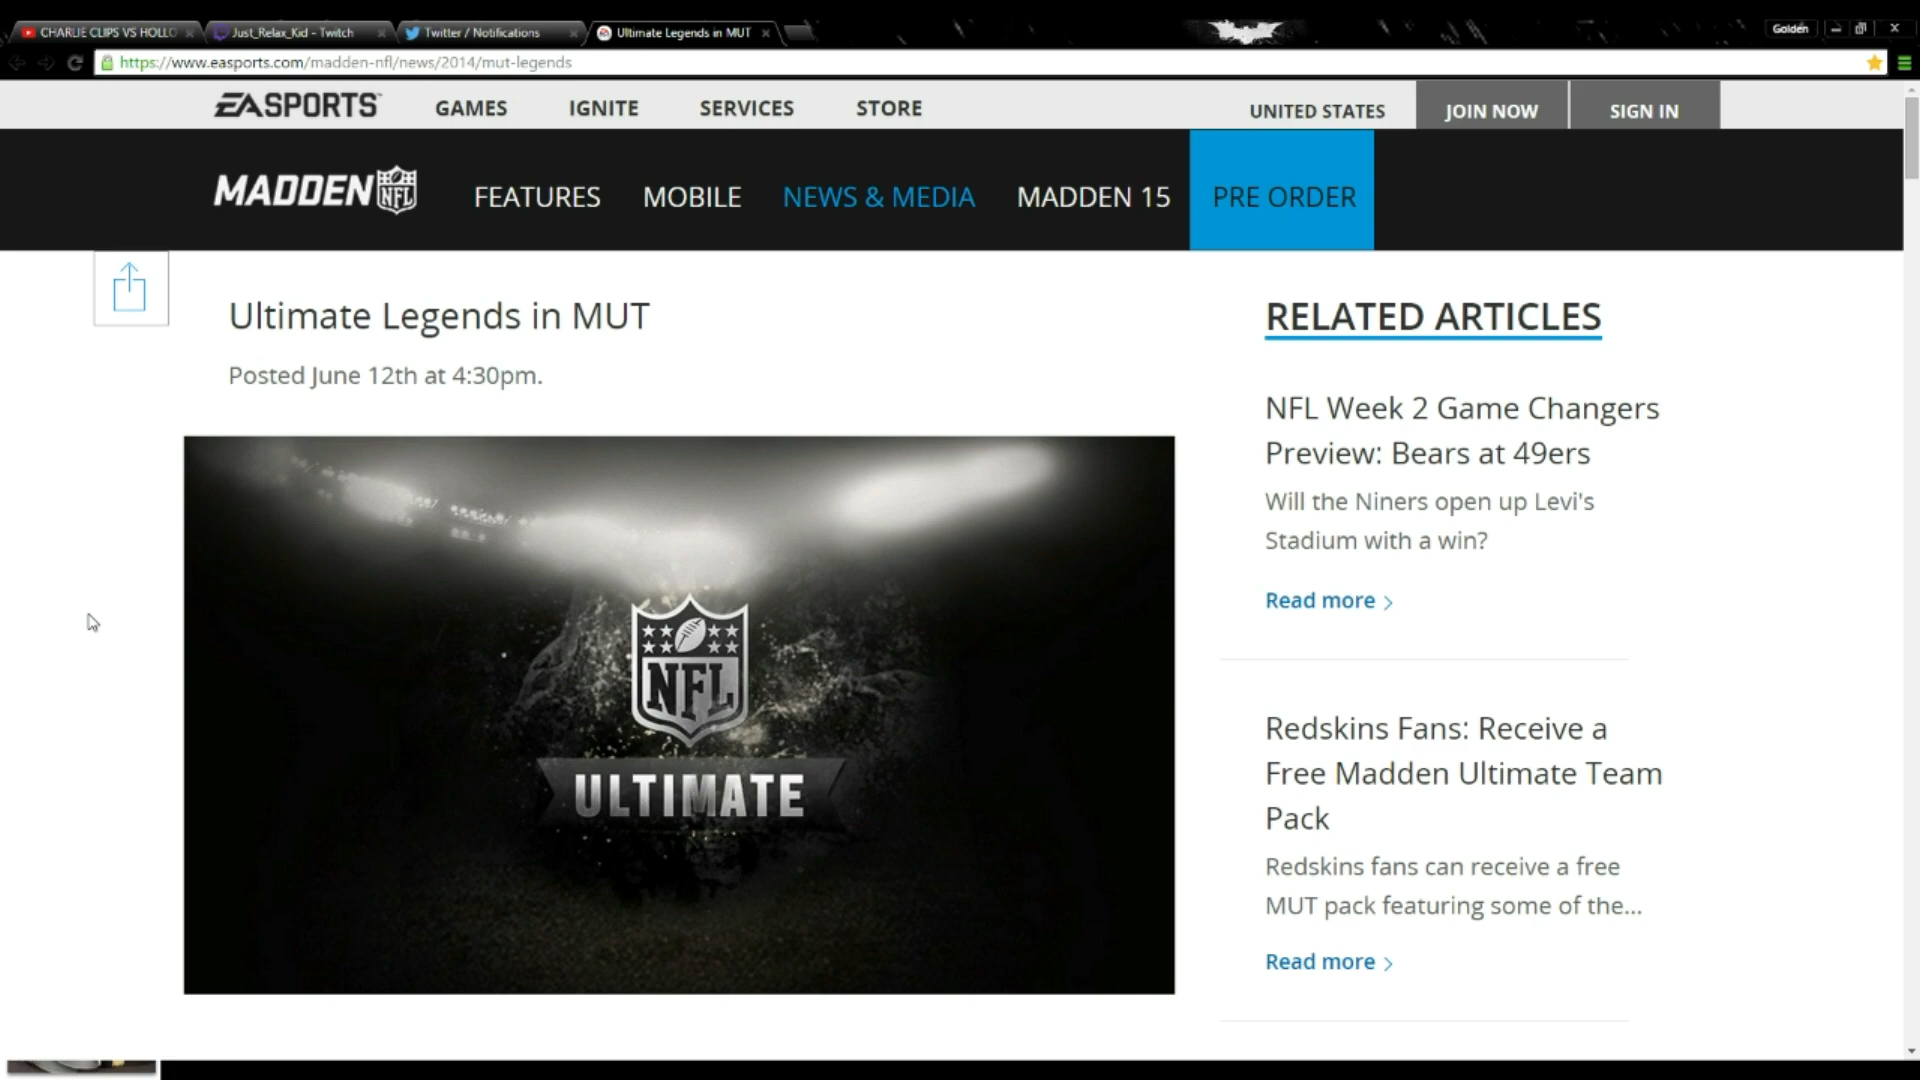 CHARLIE CLIPS VS HOLLO
Just_Relax_Kid - Twitch
Twitter / Notifications
Ultimate Legends in MUT
Golden
https://www.easports.com/madden-nfl/news/2014/mut-legends
EA SPORTS
GAMES
IGNITE
SERVICES
STORE
UNITED STATES
JOIN NOW
SIGN IN
MADDEN NFL
FEATURES
MOBILE
NEWS & MEDIA
MADDEN 15
PRE ORDER
Ultimate Legends in MUT
Posted June 12th at 4:30pm.
NFL
ULTIMATE
RELATED ARTICLES
NFL Week 2 Game Changers
Preview: Bears at 49ers
Will the Niners open up Levi's
Stadium with a win?
Read more
Redskins Fans: Receive a
Free Madden Ultimate Team
Pack
Redskins fans can receive a free
MUT pack featuring some of the...
Read more